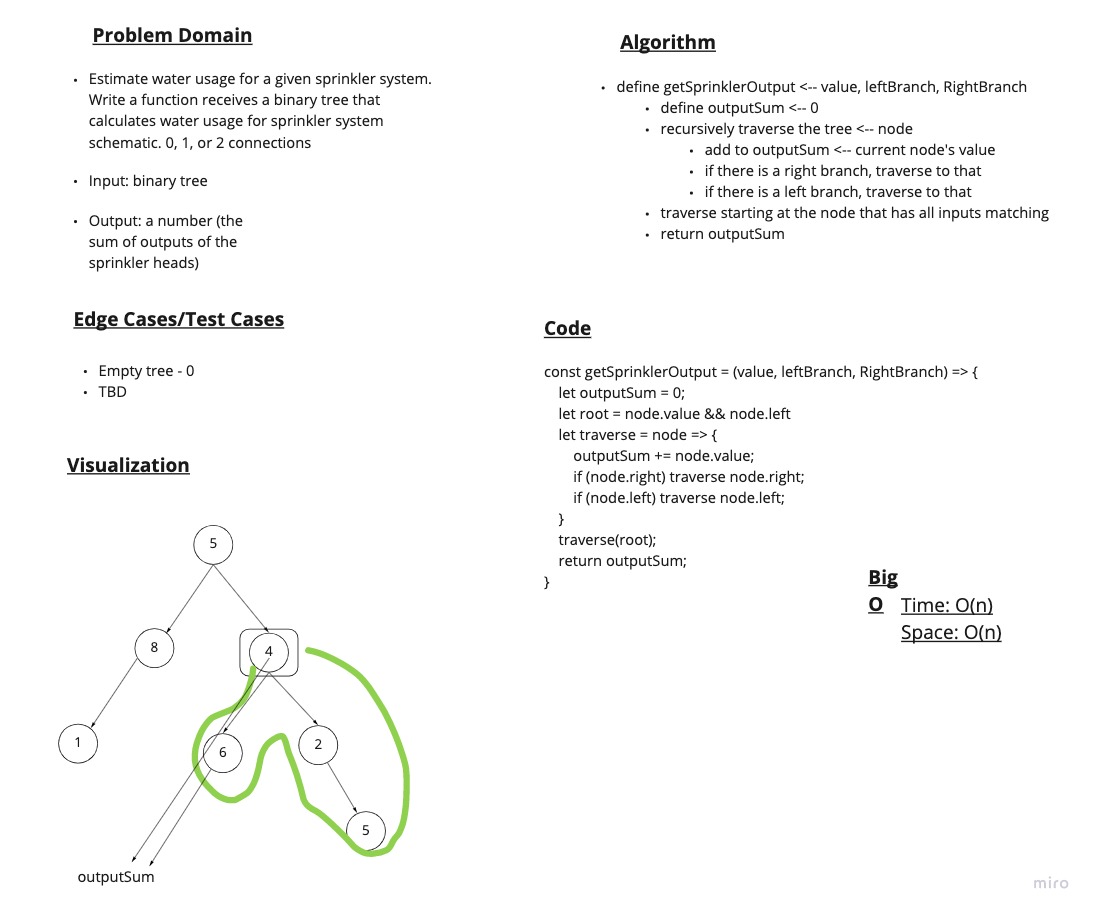 Problem Domain
• Estimate water usage for a given sprinkler system.
Write a function receives a binary tree that
calculates water usage for sprinkler system
schematic. 0, 1, or 2 connections
• Input: binary tree
• Output: a number (the
sum of outputs of the
sprinkler heads)
Edge Cases/Test Cases
• Empty tree - 0
• TBD
Visualization
5
8
4
1
6
2
5
outputSum
Algorithm
• define getSprinklerOutput <-- value, leftBranch, RightBranch
• define outputSum <-- 0
• recursively traverse the tree <-- node
• add to outputSum <-- current node's value
• if there is a right branch, traverse to that
• if there is a left branch, traverse to that
• traverse starting at the node that has all inputs matching
• return outputSum
Code
const getSprinklerOutput = (value, leftBranch, RightBranch) => {
let outputSum = 0;
let root = node.value && node.left
let traverse = node => {
outputSum += node.value;
if (node.right) traverse node.right;
if (node.left) traverse node.left;
}
traverse(root);
return outputSum;
}
Big
O
Time: O(n)
Space: O(n)
miro